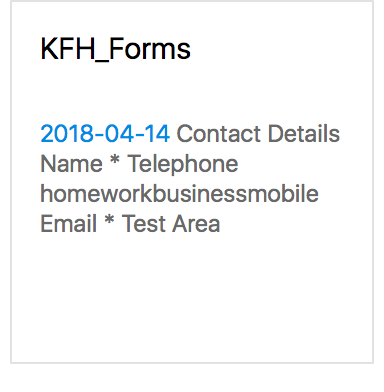 KFH_Forms
2018-04-14 Contact Details
Name * Telephone
homeworkbusinessmobile
Email * Test Area